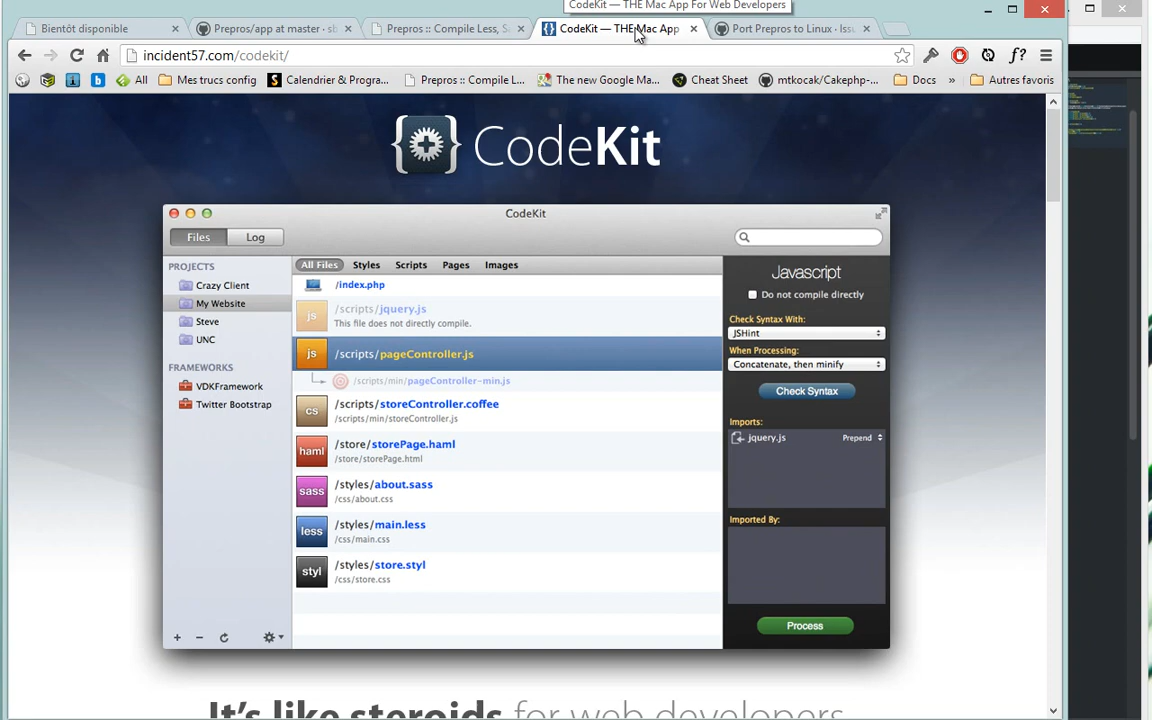 CodeKit — THE Mac App For Web Developers
Bientôt disponible
Prepros/app at master · sb
Prepros :: Compile Less, Su
CodeKit — THE Mac App
Port Prepros to Linux · Issue
incident57.com/codekit/
f?
All
Mes trucs config
Calendrier & Progra...
Prepros :: Compile L...
The new Google Ma...
Cheat Sheet
mtkocak/Cakephp-...
Docs
»
Autres favoris
{CodeKit}
CodeKit
Files
Log
PROJECTS
Crazy Client
My Website
Steve
UNC
FRAMEWORKS
VDKFramework
Twitter Bootstrap
All Files
Styles
Scripts
Pages
Images
/index.php
js
/scripts/jquery.js
This file does not directly compile.
js
/scripts/pageController.js
/scripts/min/pageController-min.js
cs
/scripts/storeController.coffee
/scripts/min/storeController.js
haml
/store/storePage.haml
/store/storePage.html
sass
/styles/about.sass
/css/about.css
less
/styles/main.less
/css/main.css
styl
/styles/store.styl
/css/store.css
Javascript
Do not compile directly
Check Syntax With:
JSHint
When Processing:
Concatenate, then minify
Check Syntax
Imports:
jquery.js
Prepend
Imported By:
Process
It's like steroids for web developers